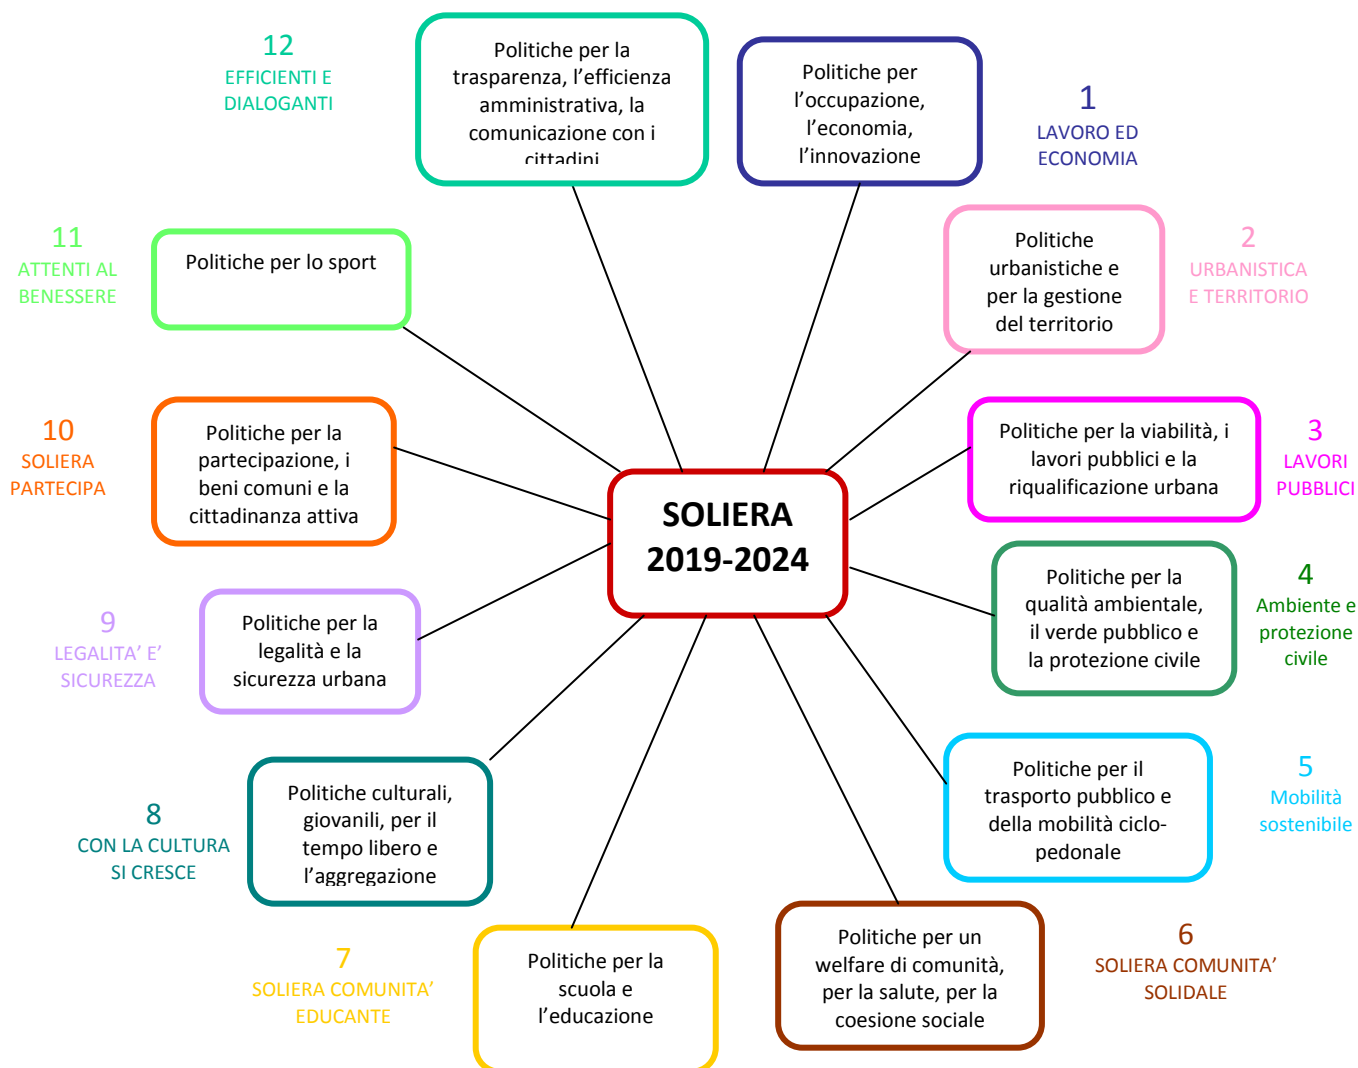 SOLIERA
2019-2024
1
LAVORO ED
ECONOMIA
Politiche per
l’occupazione,
l’economia,
l’innovazione
2
URBANISTICA
E TERRITORIO
Politiche
urbanistiche e
per la gestione
del territorio
3
LAVORI
PUBBLICI
Politiche per la viabilità, i
lavori pubblici e la
riqualificazione urbana
4
Ambiente e
protezione
civile
Politiche per la
qualità ambientale,
il verde pubblico e
la protezione civile
5
Mobilità
sostenibile
Politiche per il
trasporto pubblico e
della mobilità ciclo-
pedonale
6
SOLIERA COMUNITA’
SOLIDALE
Politiche per un
welfare di comunità,
per la salute, per la
coesione sociale
7
SOLIERA COMUNITA’
EDUCANTE
Politiche per la
scuola e
l’educazione
8
CON LA CULTURA
SI CRESCE
Politiche culturali,
giovanili, per il
tempo libero e
l’aggregazione
9
LEGALITA’ E’
SICUREZZA
Politiche per la
legalità e la
sicurezza urbana
10
SOLIERA
PARTECIPA
Politiche per la
partecipazione, i
beni comuni e la
cittadinanza attiva
11
ATTENTI AL
BENESSERE
Politiche per lo sport
12
EFFICIENTI E
DIALOGANTI
Politiche per la
trasparenza, l’efficienza
amministrativa, la
comunicazione con i
cittadini